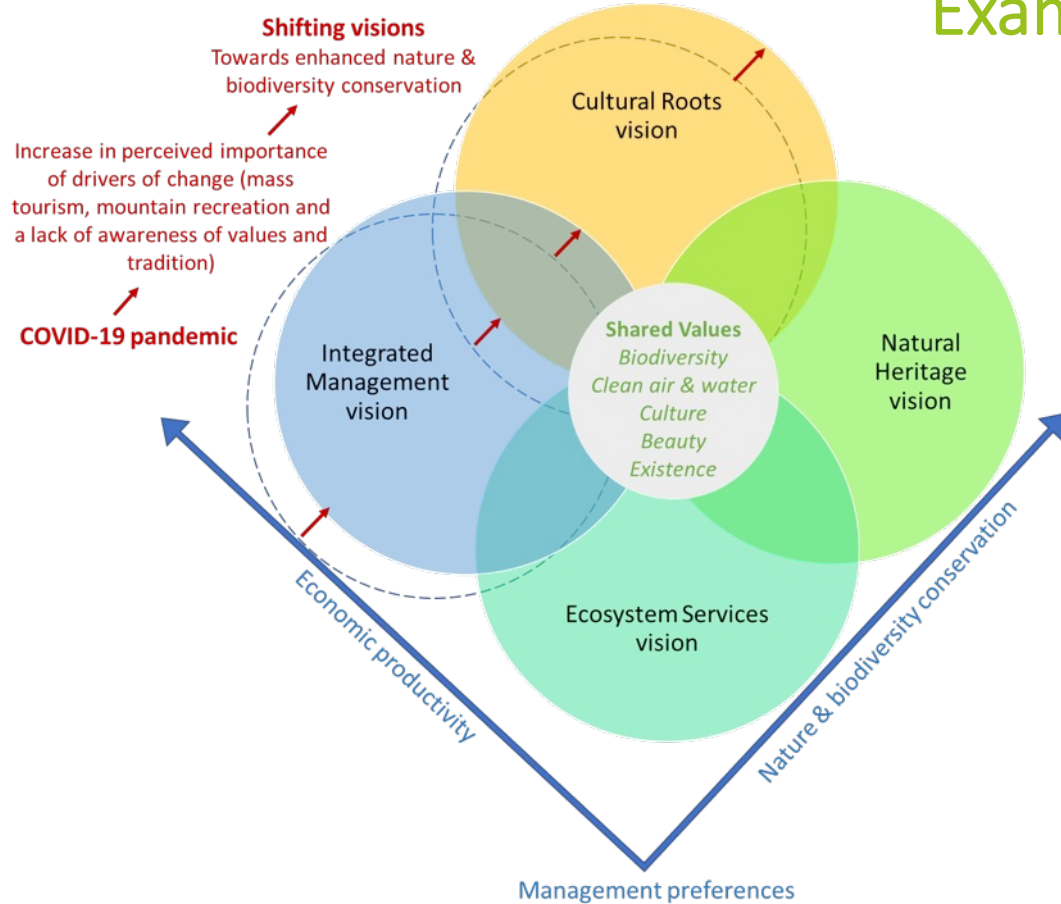 Shifting visions
Towards enhanced nature &
biodiversity conservation
Increase in perceived importance
of drivers of change (mass
tourism, mountain recreation and
a lack of awareness of values and
tradition)
COVID-19 pandemic
Cultural Roots
vision
Integrated
Management
vision
Shared Values
Biodiversity
Clean air & water
Culture
Beauty
Existence
Natural
Heritage
vision
Ecosystem Services
vision
Economic productivity
Nature & biodiversity conservation
Management preferences